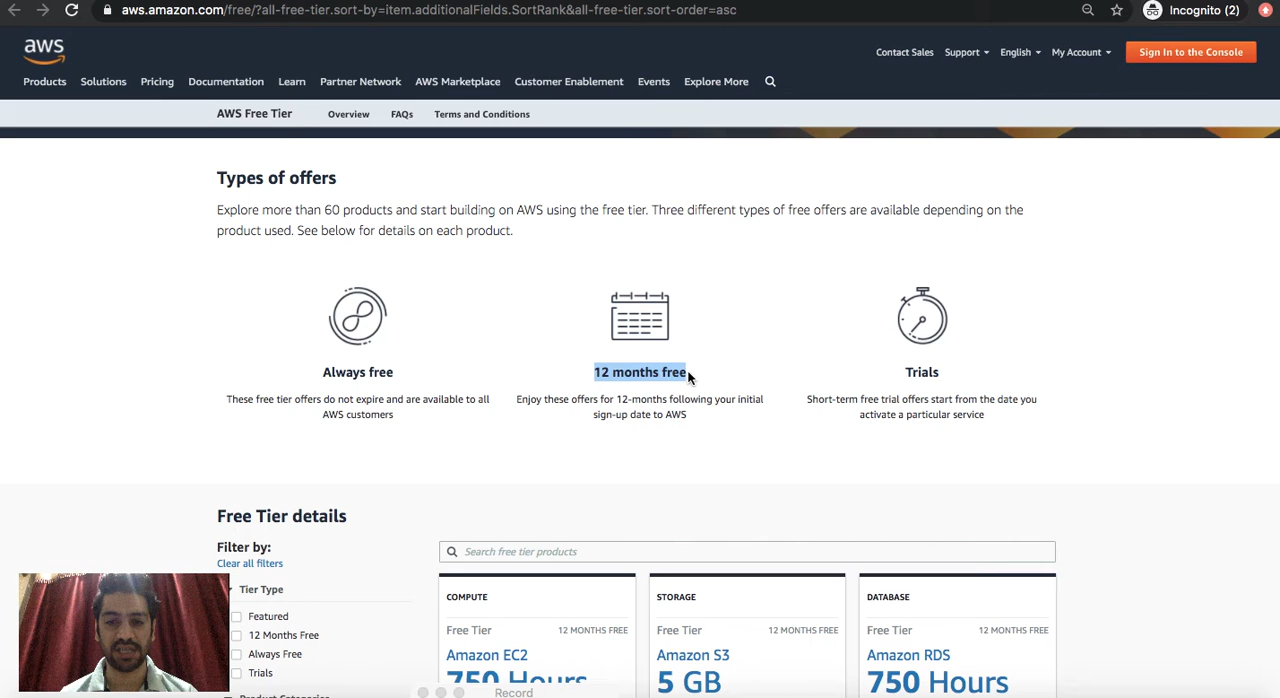 aws.amazon.com/free/?all-free-tier.sort-by=item.additionalFields.SortRank&all-free-tier.sort-order=asc
Incognito (2)
aws
Contact Sales Support English My Account Sign In to the Console
Products Solutions Pricing Documentation Learn Partner Network AWS Marketplace Customer Enablement Events Explore More
AWS Free Tier Overview FAQs Terms and Conditions
Types of offers
Explore more than 60 products and start building on AWS using the free tier. Three different types of free offers are available depending on the
product used. See below for details on each product.
Always free
These free tier offers do not expire and are available to all
AWS customers
12 months free
Enjoy these offers for 12-months following your initial
sign-up date to AWS
Trials
Short-term free trial offers start from the date you
activate a particular service
Free Tier details
Filter by:
Clear all filters
Tier Type
Featured
12 Months Free
Always Free
Trials
Product Categories
Search free tier products
COMPUTE
Free Tier 12 MONTHS FREE
Amazon EC2
750 Hours
STORAGE
Free Tier 12 MONTHS FREE
Amazon S3
5 GB
DATABASE
Free Tier 12 MONTHS FREE
Amazon RDS
750 Hours
Record